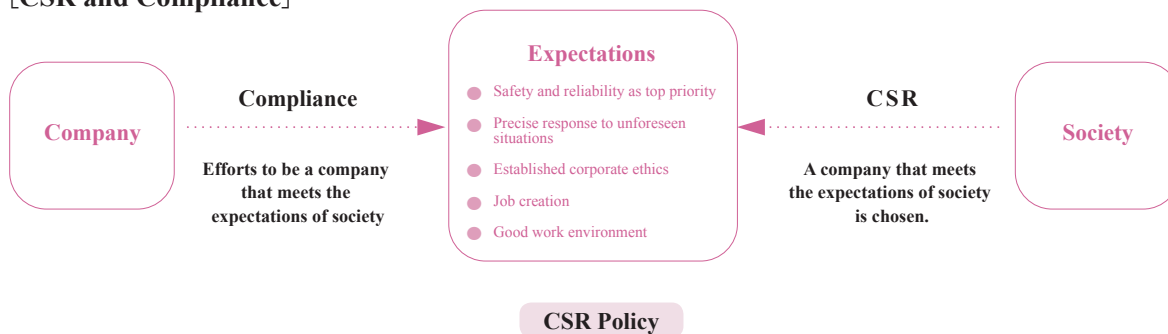 [CSR and Compliance]
Company
Compliance
Efforts to be a company
that meets the
expectations of society
Expectations
Safety and reliability as top priority
Precise response to unforeseen
situations
Established corporate ethics
Job creation
Good work environment
CSR
A company that meets
the expectations of society
is chosen.
Society
CSR Policy